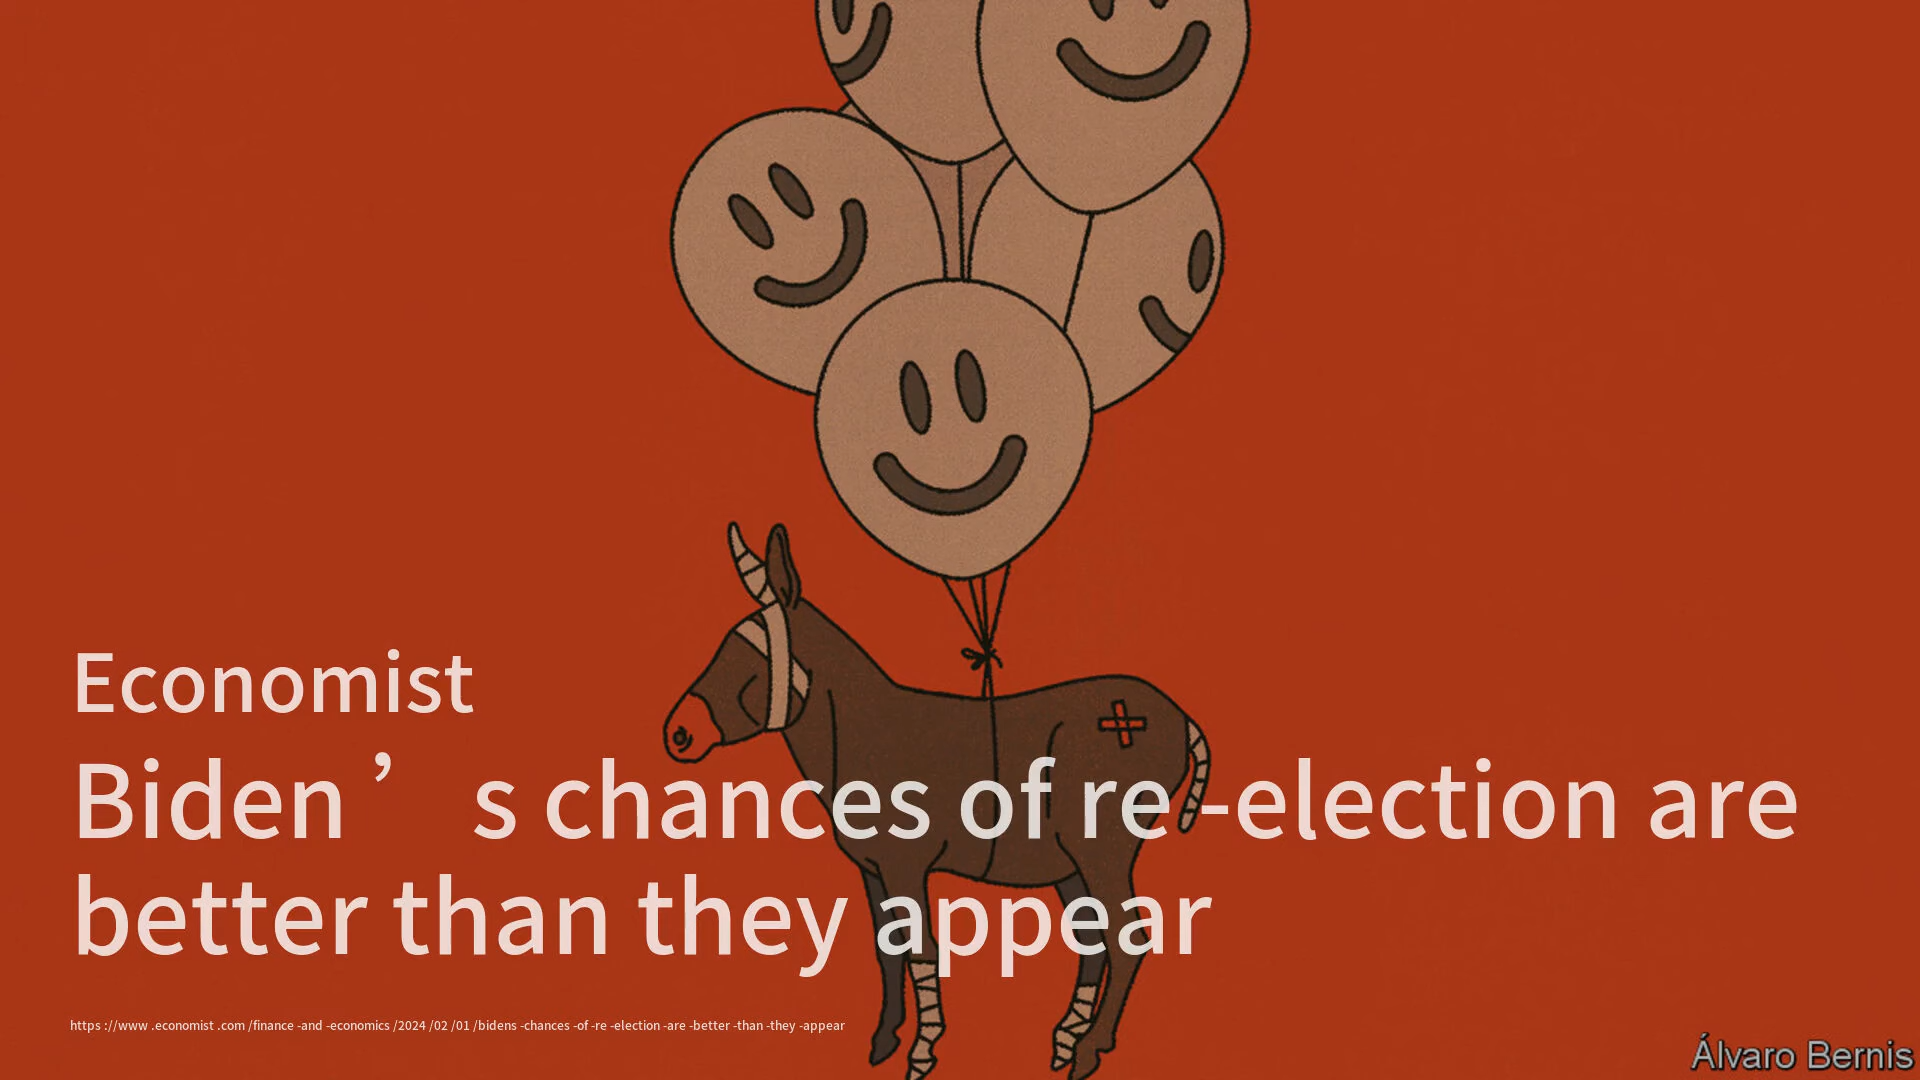 Economist
Biden’s chances of re-election are
better than they appear
https://www.economist.com/finance-and-economics/2024/02/01/bidens-chances-of-re-election-are-better-than-they-appear
Álvaro Bernis